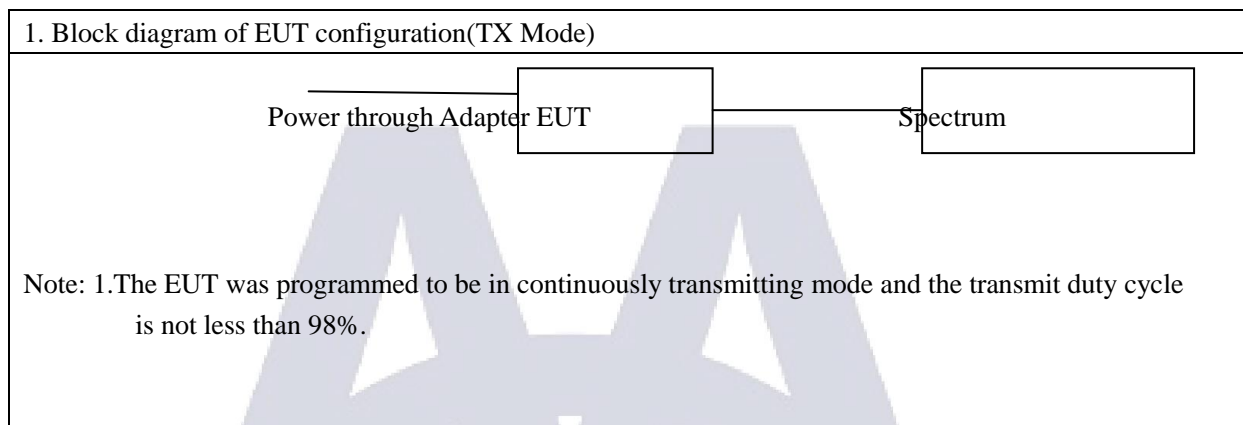 1. Block diagram of EUT configuration(TX Mode)
Power through Adapter EUT Spectrum
Note: 1.The EUT was programmed to be in continuously transmitting mode and the transmit duty cycle
is not less than 98%.